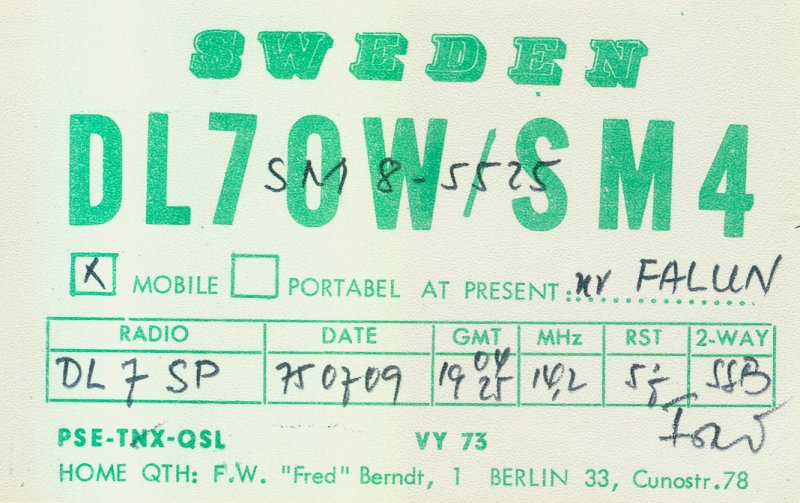 SWEDEN
DL7OW/SM4
SM 8-5525
X MOBILE PORTABEL AT PRESENT: nr FALUN
RADIO DATE GMT MHz RST 2-WAY
DL 7 SP 750709 19 04 25 14,2 SSB
PSE-TNX-QSL VY 73
HOME QTH: F.W. "Fred" Berndt, 1 BERLIN 33, Cunostr.78